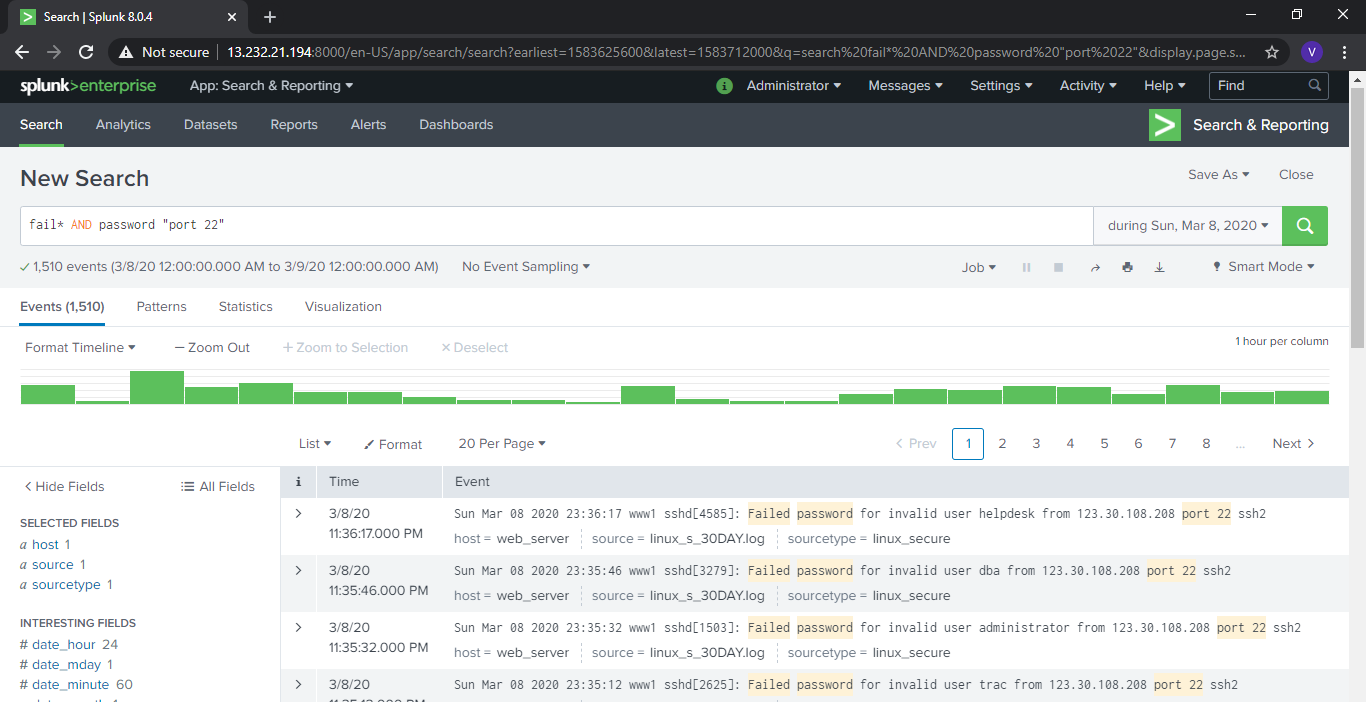 Search | Splunk 8.0.4
Not secure 13.232.21.194:8000/en-US/app/search/search?earliest=1583625600&latest=1583712000&q=search%20fail*%20AND%20password%20"port%2022"&display.page.s...
V
splunk>enterprise App: Search & Reporting i Administrator Messages Settings Activity Help Find
Search Analytics Datasets Reports Alerts Dashboards Search & Reporting
New Search Save As Close
fail* AND password "port 22" during Sun, Mar 8, 2020
1,510 events (3/8/20 12:00:00.000 AM to 3/9/20 12:00:00.000 AM) No Event Sampling Job Smart Mode
Events (1,510) Patterns Statistics Visualization
Format Timeline — Zoom Out + Zoom to Selection × Deselect 1 hour per column
List Format 20 Per Page < Prev 1 2 3 4 5 6 7 8 ... Next >
< Hide Fields All Fields i Time Event
SELECTED FIELDS
a host 1
a source 1
a sourcetype 1
INTERESTING FIELDS
# date_hour 24
# date_mday 1
# date_minute 60
> 3/8/20 Sun Mar 08 2020 23:36:17 www1 sshd[4585]: Failed password for invalid user helpdesk from 123.30.108.208 port 22 ssh2
11:36:17.000 PM host = web_server source = linux_s_30DAY.log sourcetype = linux_secure
> 3/8/20 Sun Mar 08 2020 23:35:46 www1 sshd[3279]: Failed password for invalid user dba from 123.30.108.208 port 22 ssh2
11:35:46.000 PM host = web_server source = linux_s_30DAY.log sourcetype = linux_secure
> 3/8/20 Sun Mar 08 2020 23:35:32 www1 sshd[1503]: Failed password for invalid user administrator from 123.30.108.208 port 22 ssh2
11:35:32.000 PM host = web_server source = linux_s_30DAY.log sourcetype = linux_secure
> 3/8/20 Sun Mar 08 2020 23:35:12 www1 sshd[2625]: Failed password for invalid user trac from 123.30.108.208 port 22 ssh2